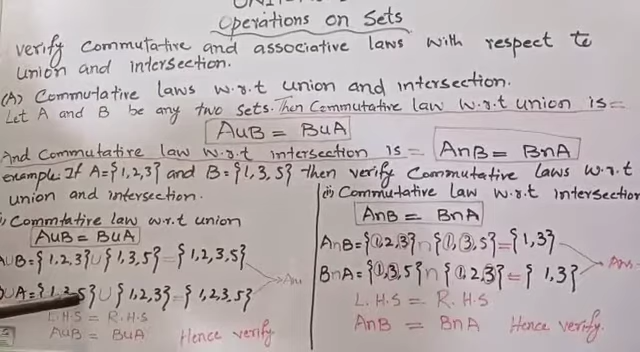 Operations on Sets
verify commutative and associative laws with respect to
union and intersection.
(A) Commutative laws w.r.t union and intersection.
Let A and B be any two sets. Then Commutative law w.r.t union is=
A∪B = B∪A
And Commutative law w.r.t intersection is = A∩B = B∩A
example: If A={1,2,3} and B={1,3,5} Then verify Commutative laws w.r.t
union and intersection.
i) Commtative law w.r.t union
A∪B = B∪A
A∪B={1,2,3}∪{1,3,5}={1,2,3,5}
∪A={1,3,5}∪{1,2,3}={1,2,3,5}
Ans
L.H.S = R.H.S
A∪B = B∪A Hence verify
(ii) Commutative law w.r.t intersection
A∩B = B∩A
A∩B={1,2,3}∩{1,3,5}={1,3}
B∩A={1,3,5}∩{1,2,3}={1,3}
Ans.
L.H.S = R.H.S
A∩B = B∩A Hence verify.